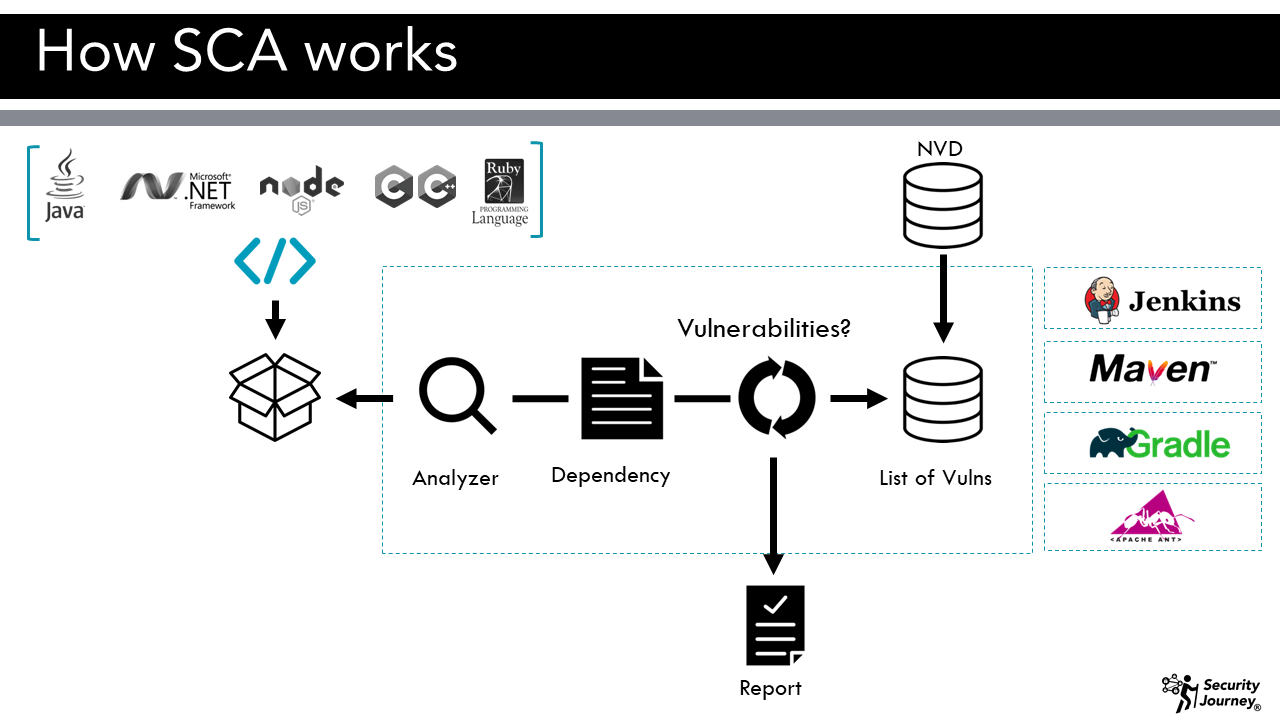 How SCA works
Java™
Microsoft®
.NET
Framework
node
JS®
C C++
Ruby
PROGRAMMING
Language
NVD
</>
Jenkins
Vulnerabilities?
Maven™
Gradle
Analyzer
Dependency
List of Vulns
<APACHE ANT>
Report
Security
Journey®